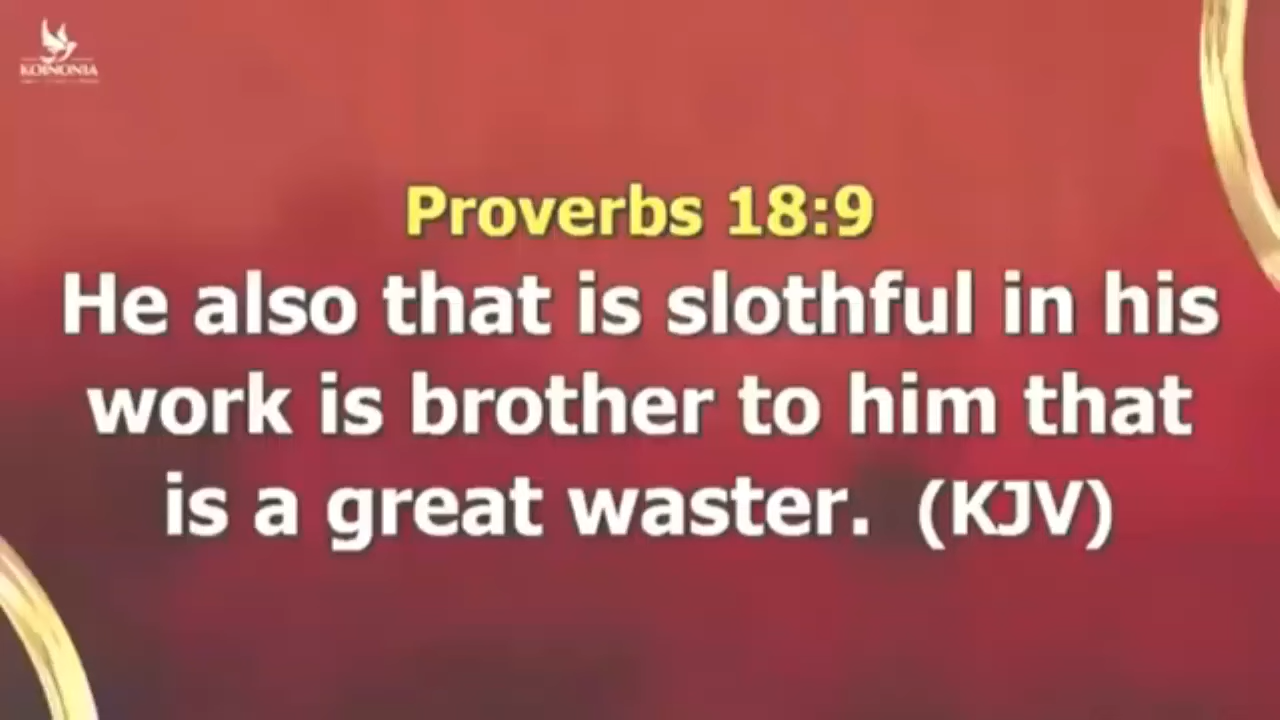 KOINONIA
Proverbs 18:9
He also that is slothful in his
work is brother to him that
is a great waster. (KJV)